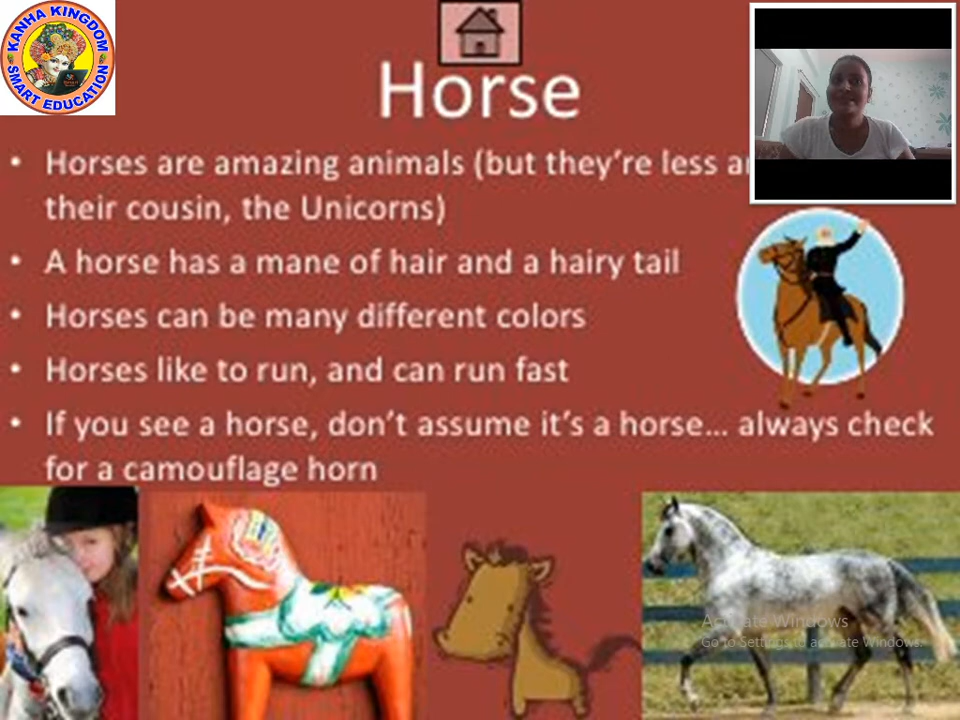 KANHA KINGDOM
SMART EDUCATION
Horse
• Horses are amazing animals (but they're less
their cousin, the Unicorns)
• A horse has a mane of hair and a hairy tail
• Horses can be many different colors
• Horses like to run, and can run fast
• If you see a horse, don't assume it's a horse... always check
for a camouflage horn
Activate Windows
Go to Settings to activate Windows.